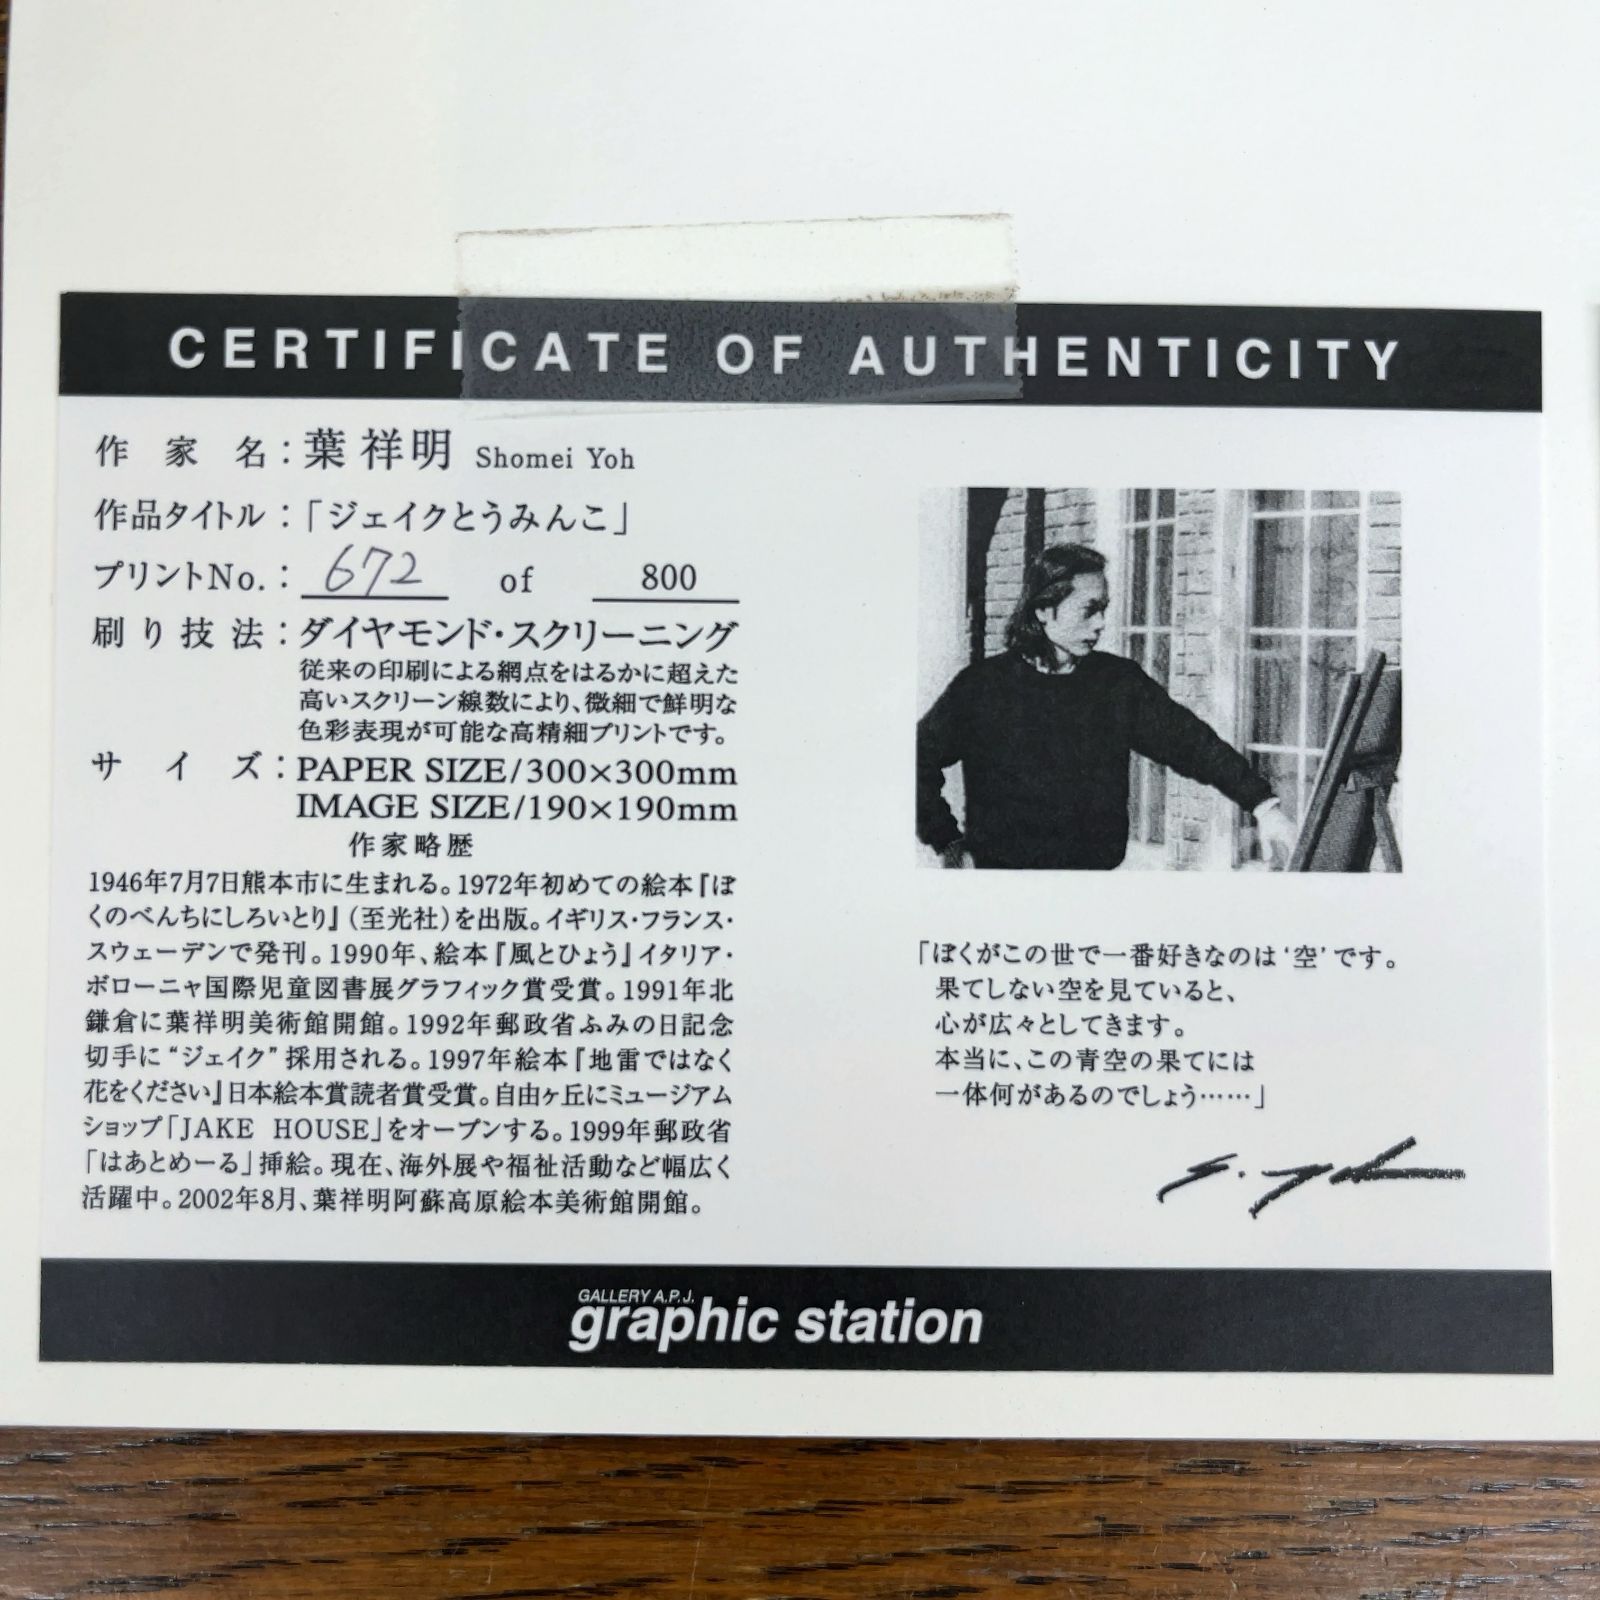 CERTIFICATE OF AUTHENTICITY
作家名：葉祥明 Shomei Yoh
作品タイトル：「ジェイクとうみんこ」
プリントNo.：672 of 800
刷り技法：ダイヤモンド・スクリーニング
従来の印刷による網点をはるかに超えた
高いスクリーン線数により、微細で鮮明な
色彩表現が可能な高精細プリントです。
サイズ：PAPER SIZE/300×300mm
IMAGE SIZE/190×190mm
作家略歴
1946年7月7日熊本市に生まれる。1972年初めての絵本『ぼ
くのべんちにしろいとり』（至光社）を出版。イギリス・フランス・
スウェーデンで発刊。1990年、絵本『風とひょう』イタリア・
ボローニャ国際児童図書展グラフィック賞受賞。1991年北
鎌倉に葉祥明美術館開館。1992年郵政省ふみの日記念
切手に“ジェイク”採用される。1997年絵本『地雷ではなく
花をください』日本絵本賞読者賞受賞。自由ヶ丘にミュージアム
ショップ「JAKE HOUSE」をオープンする。1999年郵政省
「はあとめーる」挿絵。現在、海外展や福祉活動など幅広く
活躍中。2002年8月、葉祥明阿蘇高原絵本美術館開館。
「ぼくがこの世で一番好きなのは‘空’です。
果てしない空を見ていると、
心が広々としてきます。
本当に、この青空の果てには
一体何があるのでしょう……」
S. Yoh
GALLERY A.P.J.
graphic station